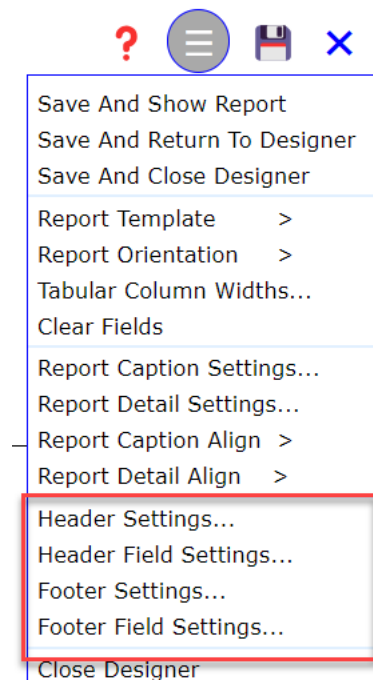 ?
Save And Show Report
Save And Return To Designer
Save And Close Designer
Report Template >
Report Orientation >
Tabular Column Widths...
Clear Fields
Report Caption Settings...
Report Detail Settings...
Report Caption Align >
Report Detail Align >
Header Settings...
Header Field Settings...
Footer Settings...
Footer Field Settings...
Close Designer